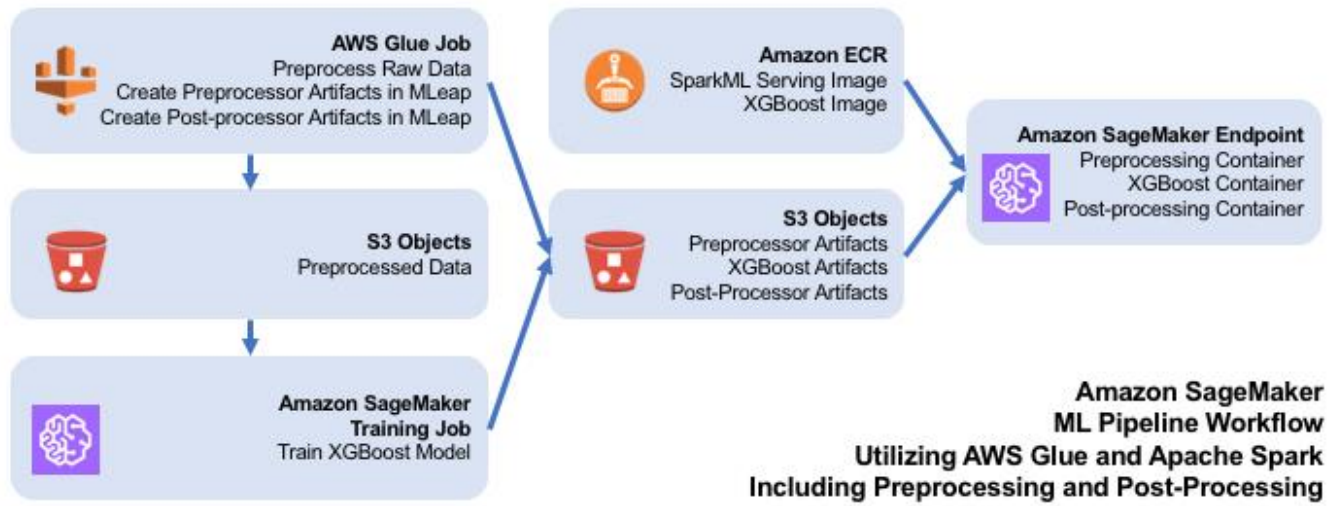 AWS Glue Job
Preprocess Raw Data
Create Preprocessor Artifacts in MLeap
Create Post-processor Artifacts in MLeap
S3 Objects
Preprocessed Data
Amazon SageMaker
Training Job
Train XGBoost Model
Amazon ECR
SparkML Serving Image
XGBoost Image
S3 Objects
Preprocessor Artifacts
XGBoost Artifacts
Post-Processor Artifacts
Amazon SageMaker Endpoint
Preprocessing Container
XGBoost Container
Post-processing Container
Amazon SageMaker
ML Pipeline Workflow
Utilizing AWS Glue and Apache Spark
Including Preprocessing and Post-Processing